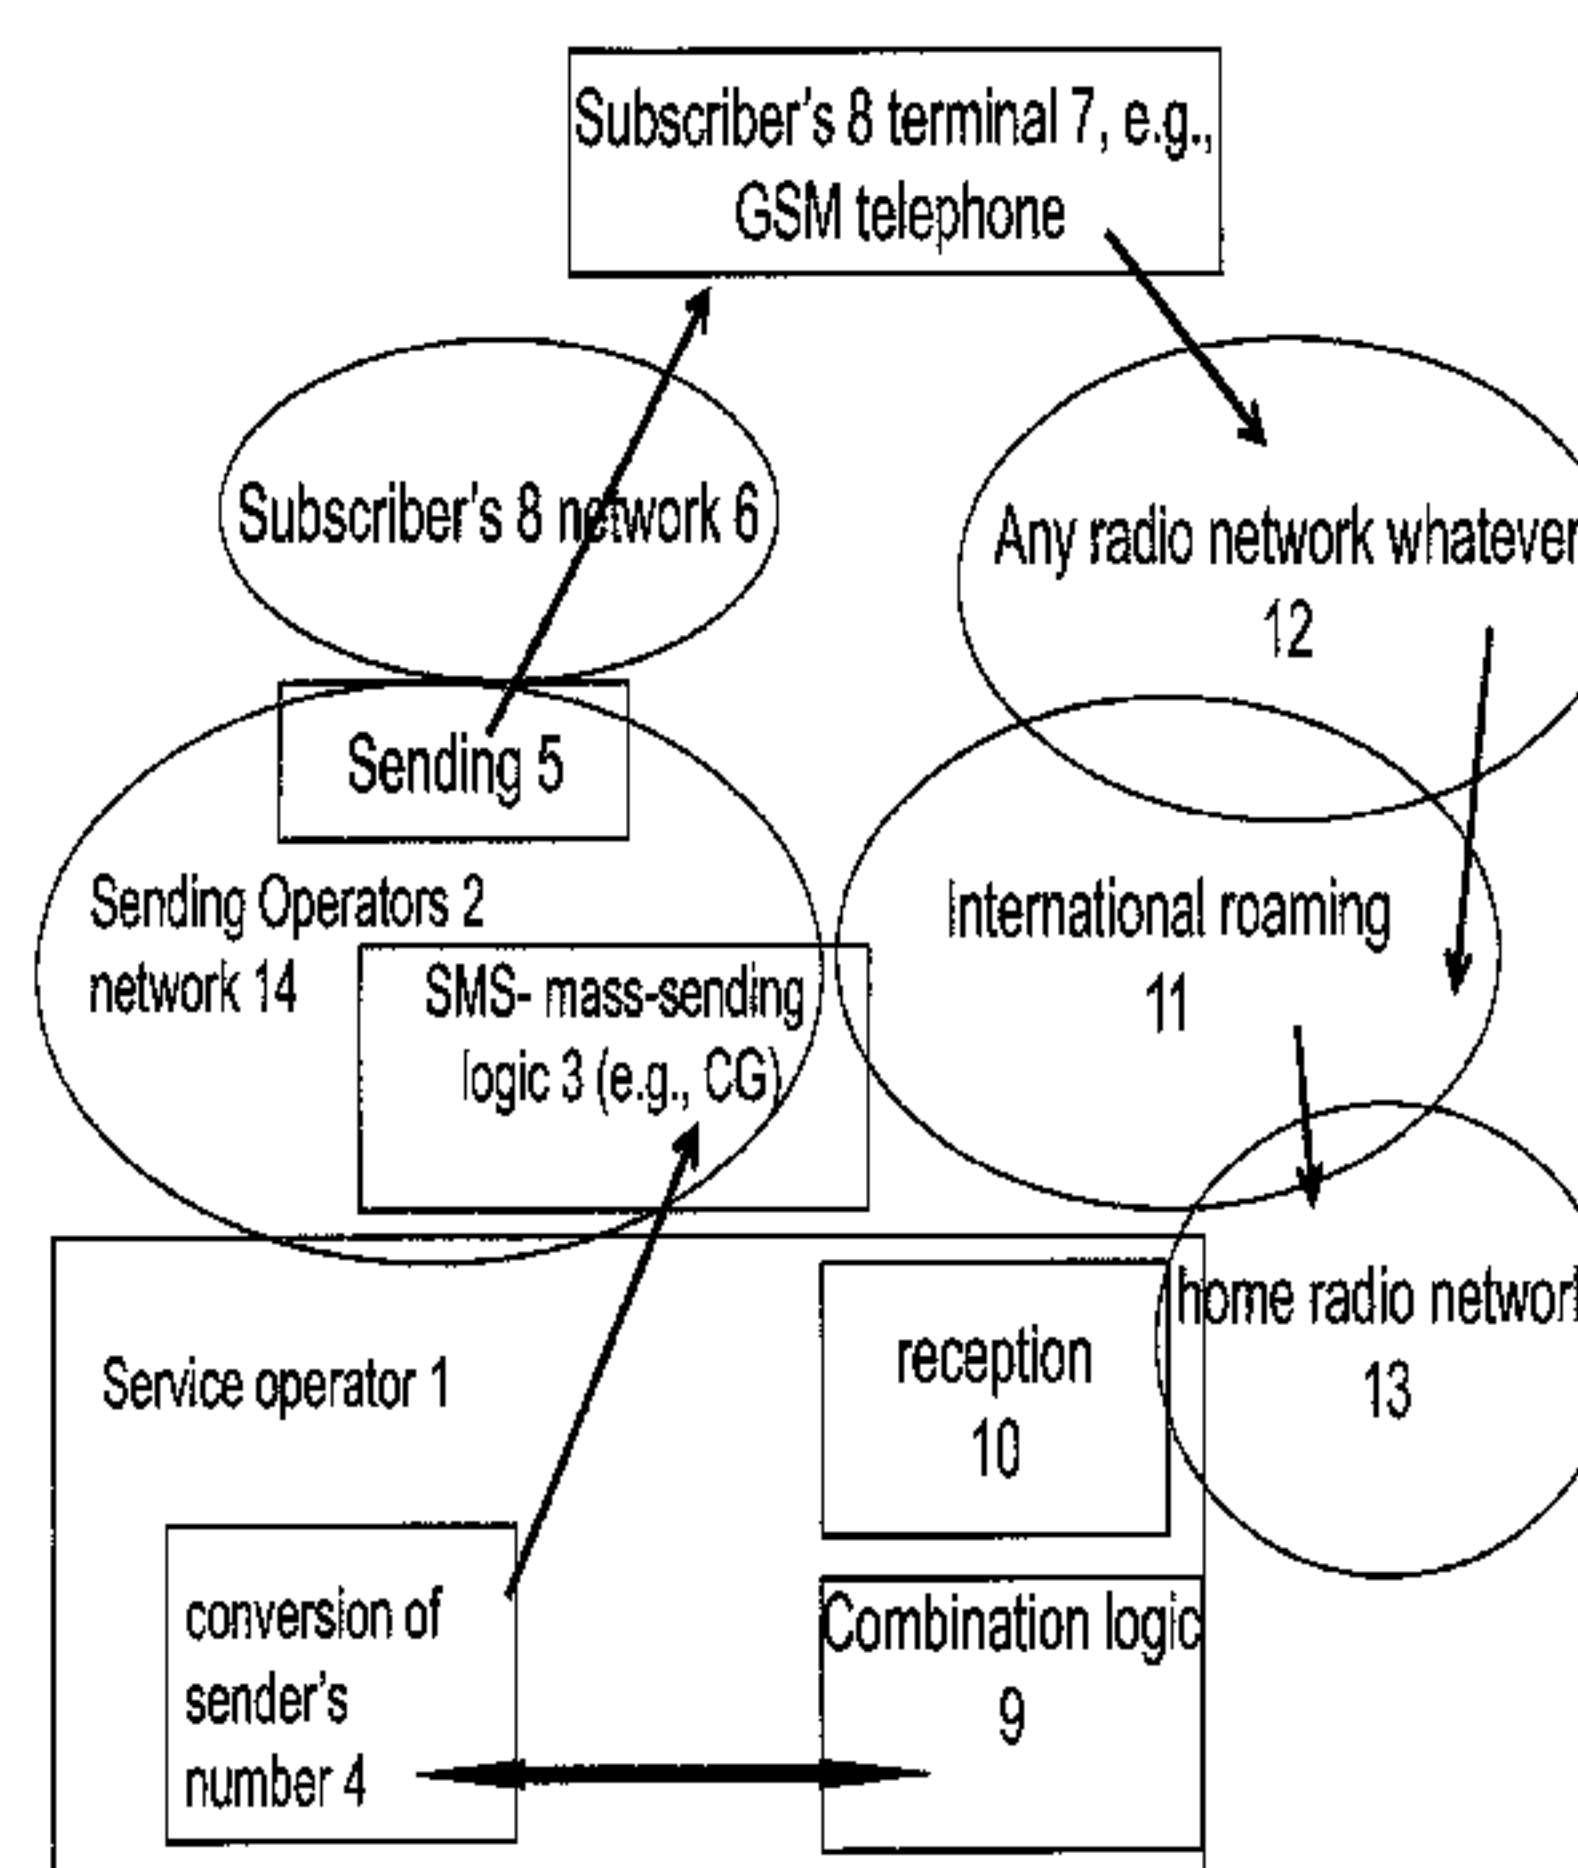 Subscriber's 8 terminal 7, e.g.,
GSM telephone
Subscriber's 8 network 6
Any radio network whatever
12
Sending 5
Sending Operators 2
network 14
SMS- mass-sending
logic 3 (e.g., CG)
International roaming
11
home radio network
13
Service operator 1
reception
10
conversion of
sender's
number 4
Combination logic
9